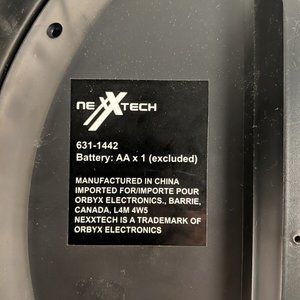 NEXXTECH
631-1442
Battery: AA x 1 (excluded)
MANUFACTURED IN CHINA
IMPORTED FOR/IMPORTE POUR
ORBYX ELECTRONICS., BARRIE,
CANADA, L4M 4W5
NEXXTECH IS A TRADEMARK OF
ORBYX ELECTRONICS